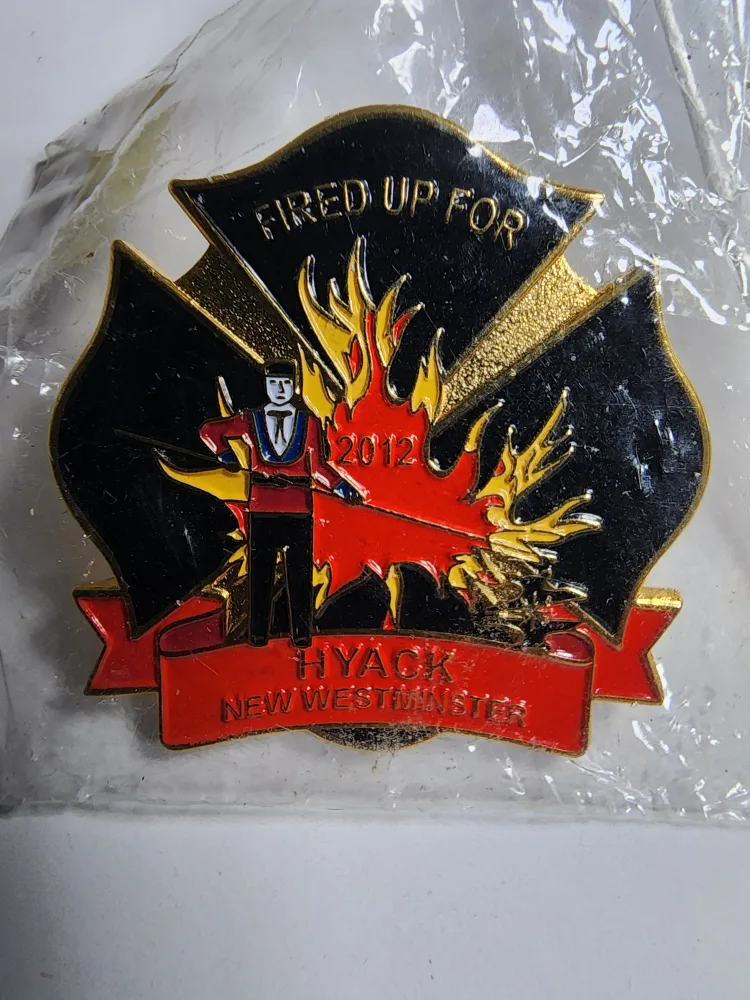 FIRED UP FOR
2012
HYACK
NEW WESTMINSTER